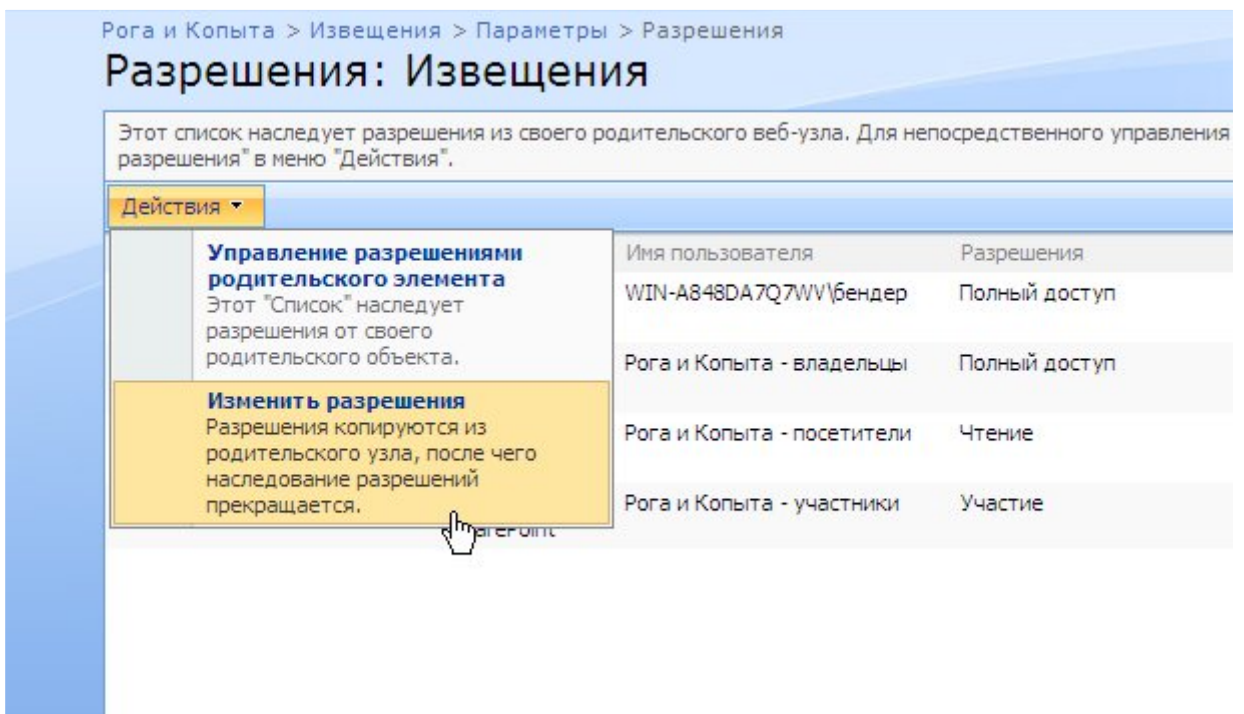 Рога и Копыта > Извещения > Параметры > Разрешения
Разрешения: Извещения
Этот список наследует разрешения из своего родительского веб-узла. Для непосредственного управления
разрешения" в меню "Действия".
Действия
Управление разрешениями
родительского элемента
Этот "Список" наследует
разрешения от своего
родительского объекта.
Изменить разрешения
Разрешения копируются из
родительского узла, после чего
наследование разрешений
прекращается.
Имя пользователя Разрешения
WIN-A848DA7Q7WV\бендер Полный доступ
Рога и Копыта - владельцы Полный доступ
Рога и Копыта - посетители Чтение
Рога и Копыта - участники Участие